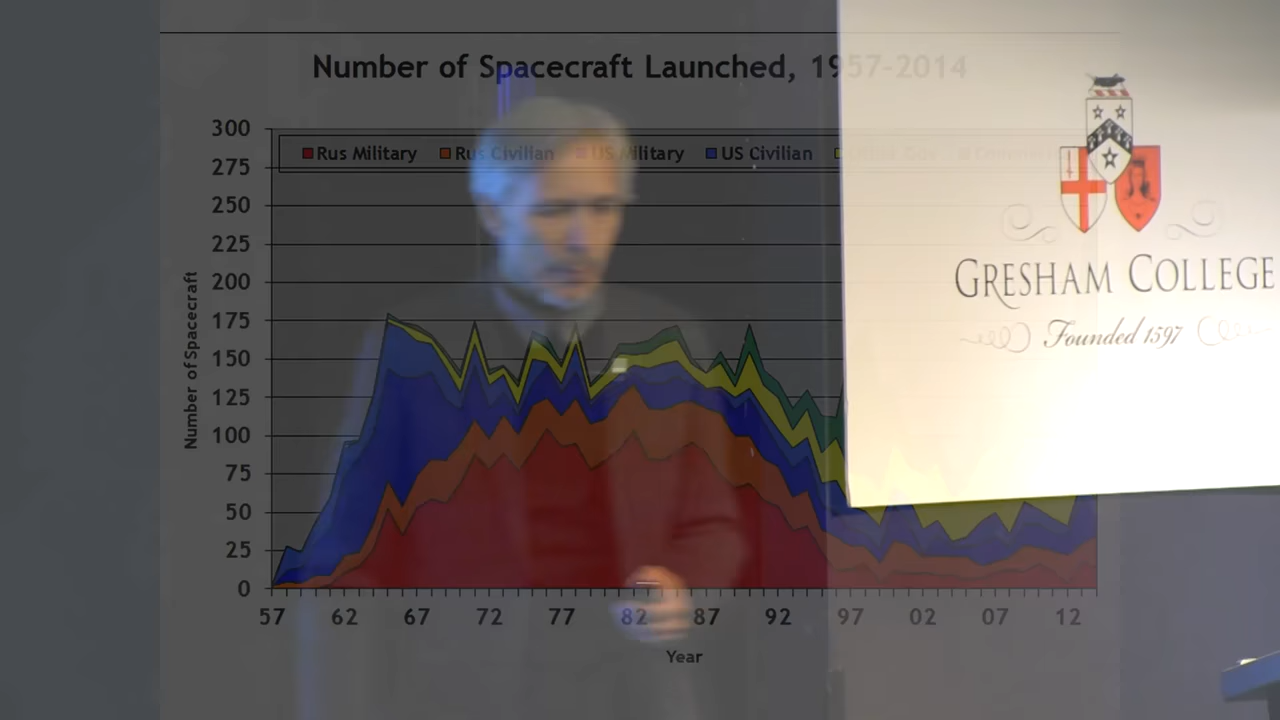 Number of Spacecraft Launched, 1957-2014
Rus Military Rus Civilian US Military US Civilian
300
275
250
225
200
175
150
125
100
75
50
25
0
Number of Spacecraft
57 62 67 72 77 82 87 92 97 02 07 12
Year
GRESHAM COLLEGE
Founded 1597